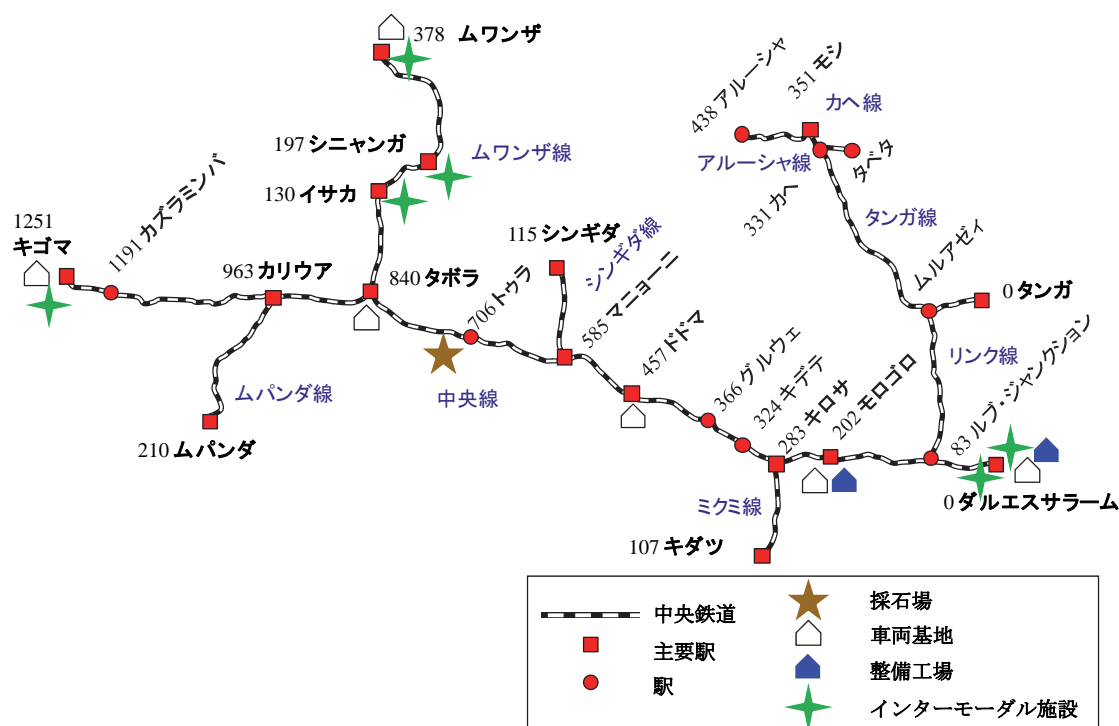 378 ムワンザ
197 シニャンガ
ムワンザ線
130 イサカ
1251
キゴマ
1191 カズラミンバ
963 カリウア
840 タボラ
706 トゥラ
115 シンギダ
シンギダ線
585 マニョーニ
457 ドドマ
366 グルウェ
324 キデテ
283 キロサ
202 モロゴロ
83 ルブ・ジャンクション
0 ダルエスサラーム
438 アルーシャ
351 モシ
カヘ線
アルーシャ線
タベタ
331 カヘ
タンガ線
ムルアゼィ
0 タンガ
リンク線
ムパンダ線
中央線
210 ムパンダ
ミクミ線
107 キダツ
中央鉄道
主要駅
駅
採石場
車両基地
整備工場
インターモーダル施設